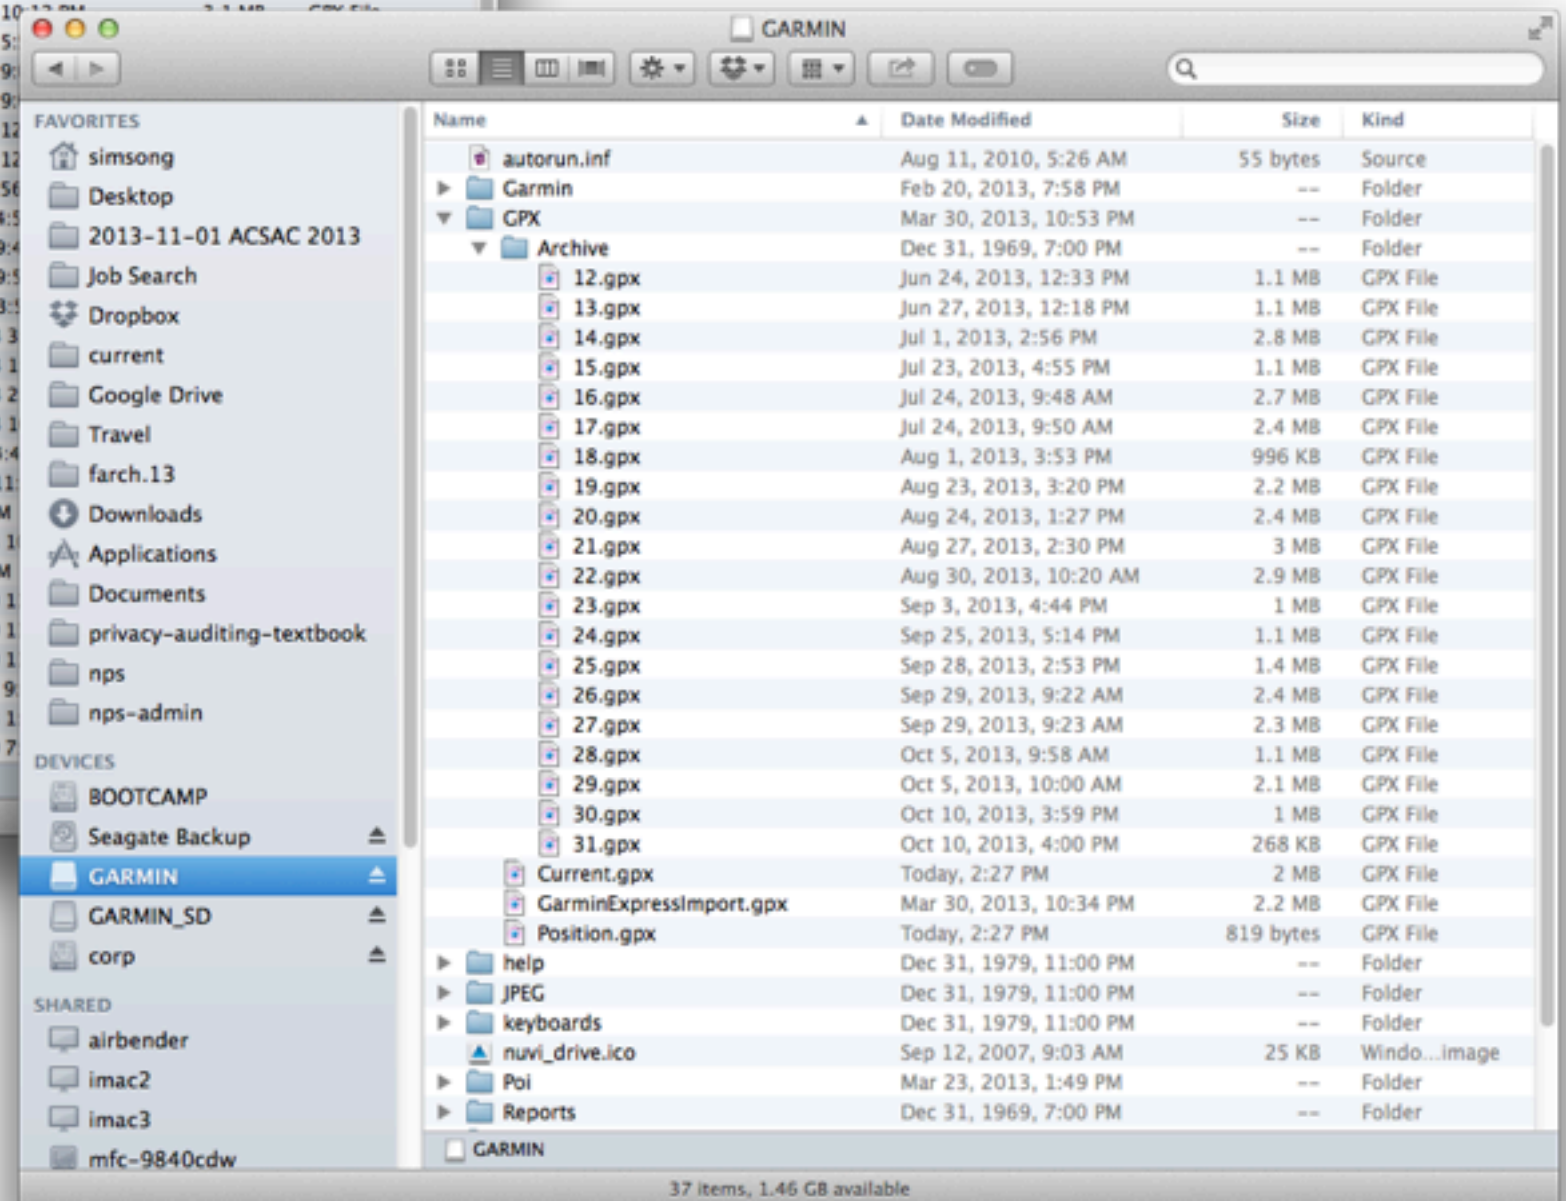 10:12 PM 3.1 MB GPX File
GARMIN
FAVORITES
simsong
Desktop
2013-11-01 ACSAC 2013
Job Search
Dropbox
current
Google Drive
Travel
farch.13
Downloads
Applications
Documents
privacy-auditing-textbook
nps
nps-admin
DEVICES
BOOTCAMP
Seagate Backup
GARMIN
GARMIN_SD
corp
SHARED
airbender
imac2
imac3
mfc-9840cdw
Name Date Modified Size Kind
autorun.inf Aug 11, 2010, 5:26 AM 55 bytes Source
Garmin Feb 20, 2013, 7:58 PM -- Folder
GPX Mar 30, 2013, 10:53 PM -- Folder
Archive Dec 31, 1969, 7:00 PM -- Folder
12.gpx Jun 24, 2013, 12:33 PM 1.1 MB GPX File
13.gpx Jun 27, 2013, 12:18 PM 1.1 MB GPX File
14.gpx Jul 1, 2013, 2:56 PM 2.8 MB GPX File
15.gpx Jul 23, 2013, 4:55 PM 1.1 MB GPX File
16.gpx Jul 24, 2013, 9:48 AM 2.7 MB GPX File
17.gpx Jul 24, 2013, 9:50 AM 2.4 MB GPX File
18.gpx Aug 1, 2013, 3:53 PM 996 KB GPX File
19.gpx Aug 23, 2013, 3:20 PM 2.2 MB GPX File
20.gpx Aug 24, 2013, 1:27 PM 2.4 MB GPX File
21.gpx Aug 27, 2013, 2:30 PM 3 MB GPX File
22.gpx Aug 30, 2013, 10:20 AM 2.9 MB GPX File
23.gpx Sep 3, 2013, 4:44 PM 1 MB GPX File
24.gpx Sep 25, 2013, 5:14 PM 1.1 MB GPX File
25.gpx Sep 28, 2013, 2:53 PM 1.4 MB GPX File
26.gpx Sep 29, 2013, 9:22 AM 2.4 MB GPX File
27.gpx Sep 29, 2013, 9:23 AM 2.3 MB GPX File
28.gpx Oct 5, 2013, 9:58 AM 1.1 MB GPX File
29.gpx Oct 5, 2013, 10:00 AM 2.1 MB GPX File
30.gpx Oct 10, 2013, 3:59 PM 1 MB GPX File
31.gpx Oct 10, 2013, 4:00 PM 268 KB GPX File
Current.gpx Today, 2:27 PM 2 MB GPX File
GarminExpressImport.gpx Mar 30, 2013, 10:34 PM 2.2 MB GPX File
Position.gpx Today, 2:27 PM 819 bytes GPX File
help Dec 31, 1979, 11:00 PM -- Folder
JPEG Dec 31, 1979, 11:00 PM -- Folder
keyboards Dec 31, 1979, 11:00 PM -- Folder
nuvi_drive.ico Sep 12, 2007, 9:03 AM 25 KB Windo...image
Poi Mar 23, 2013, 1:49 PM -- Folder
Reports Dec 31, 1969, 7:00 PM -- Folder
GARMIN
37 items, 1.46 GB available